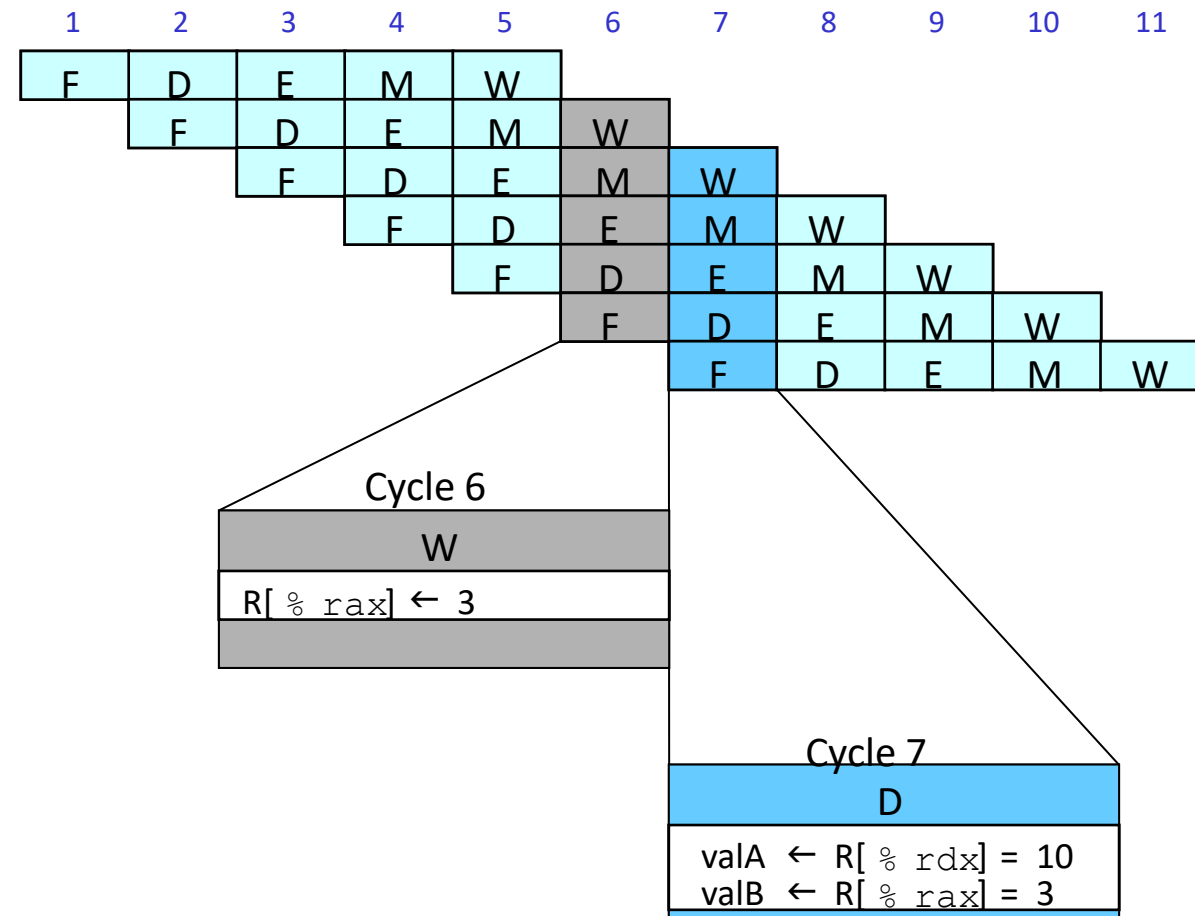 1 2 3 4 5 6 7 8 9 10 11
F D E M W
F D E M W
F D E M W
F D E M W
F D E M W
F D E M W
F D E M W
Cycle 6
W
R[ % rax] ← 3
Cycle 7
D
valA ← R[ % rdx] = 10
valB ← R[ % rax] = 3